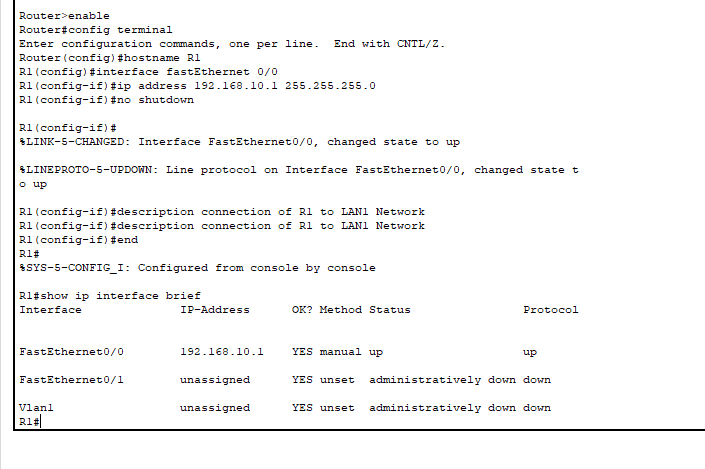 Router>enable
Router#config terminal
Enter configuration commands, one per line.  End with CNTL/Z.
Router(config)#hostname R1
R1(config)#interface fastEthernet 0/0
R1(config-if)#ip address 192.168.10.1 255.255.255.0
R1(config-if)#no shutdown
R1(config-if)#
%LINK-5-CHANGED: Interface FastEthernet0/0, changed state to up
%LINEPROTO-5-UPDOWN: Line protocol on Interface FastEthernet0/0, changed state t
o up
R1(config-if)#description connection of R1 to LAN1 Network
R1(config-if)#description connection of R1 to LAN1 Network
R1(config-if)#end
R1#
%SYS-5-CONFIG_I: Configured from console by console
R1#show ip interface brief
Interface              IP-Address      OK? Method Status                Protocol
FastEthernet0/0        192.168.10.1    YES manual up                    up
FastEthernet0/1        unassigned      YES unset  administratively down down
Vlan1                  unassigned      YES unset  administratively down down
R1#